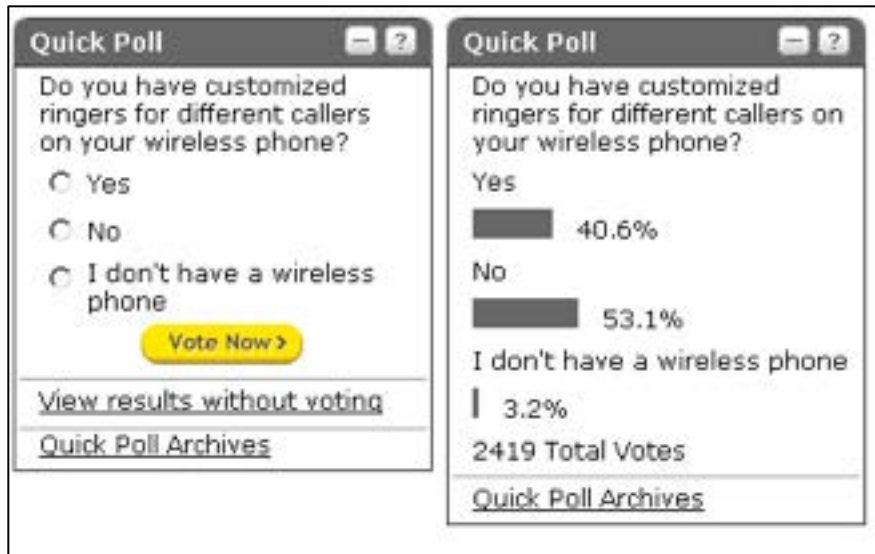 Quick Poll
Do you have customized
ringers for different callers
on your wireless phone?
Yes
No
I don't have a wireless
phone
Vote Now >
View results without voting
Quick Poll Archives
Quick Poll
Do you have customized
ringers for different callers on
your wireless phone?
Yes
40.6%
No
53.1%
I don't have a wireless phone
3.2%
2419 Total Votes
Quick Poll Archives